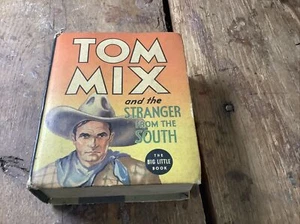 TOM
MIX
and the
STRANGER
FROM THE
SOUTH
THE
BIG LITTLE
BOOK